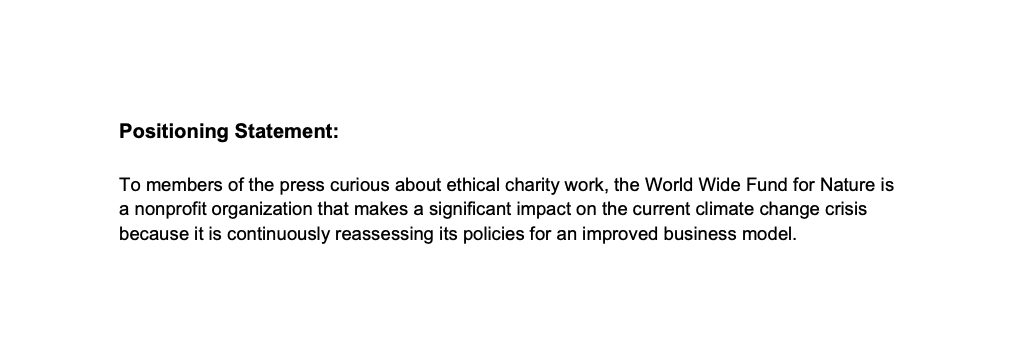 Positioning Statement:
To members of the press curious about ethical charity work, the World Wide Fund for Nature is
a nonprofit organization that makes a significant impact on the current climate change crisis
because it is continuously reassessing its policies for an improved business model.